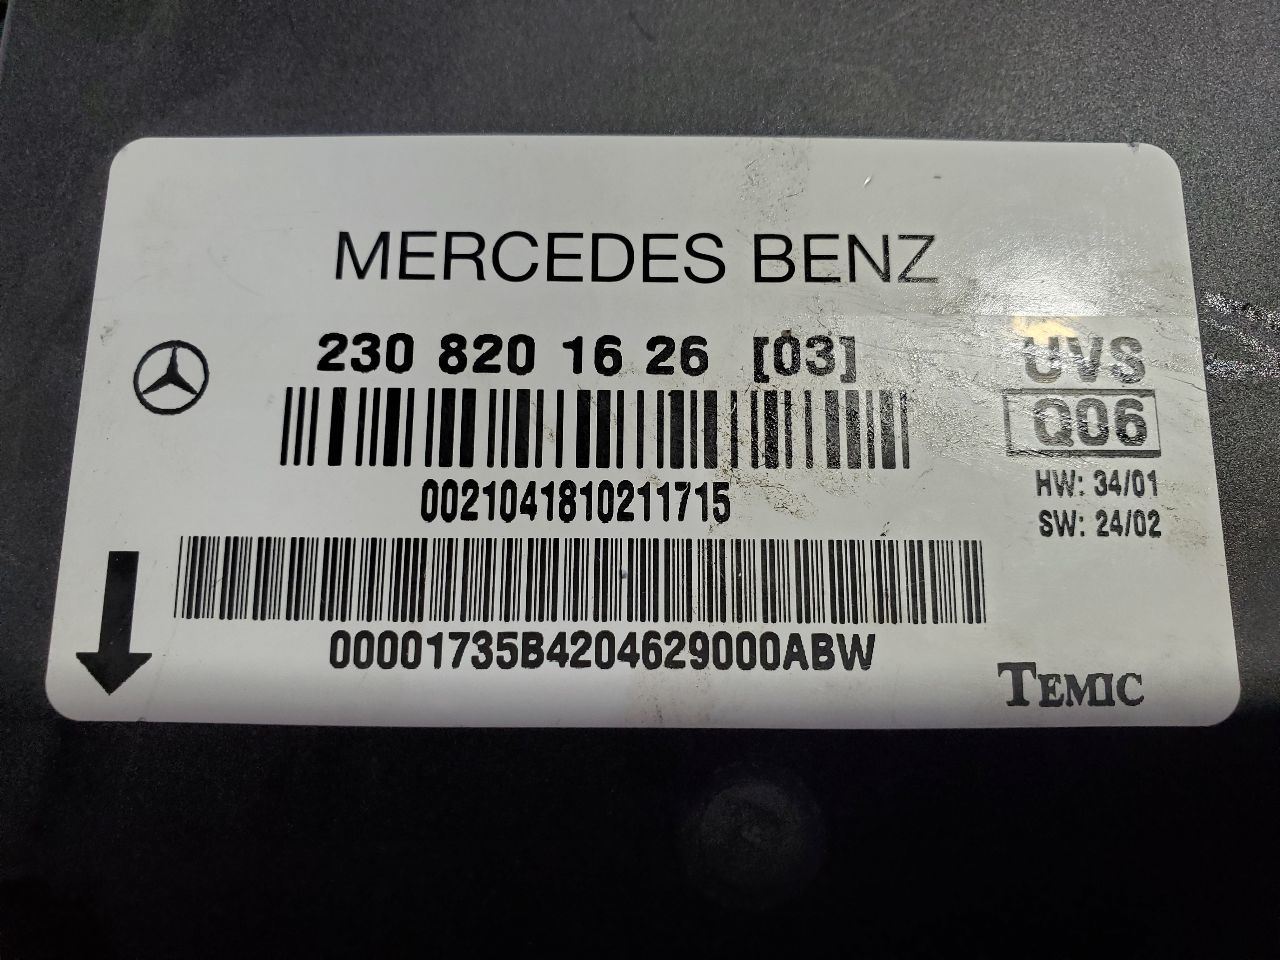 MERCEDES BENZ
230 820 16 26 [03]
UVS
Q06
0021041810211715
HW: 34/01
SW: 24/02
00001735B4204629000ABW
TEMIC